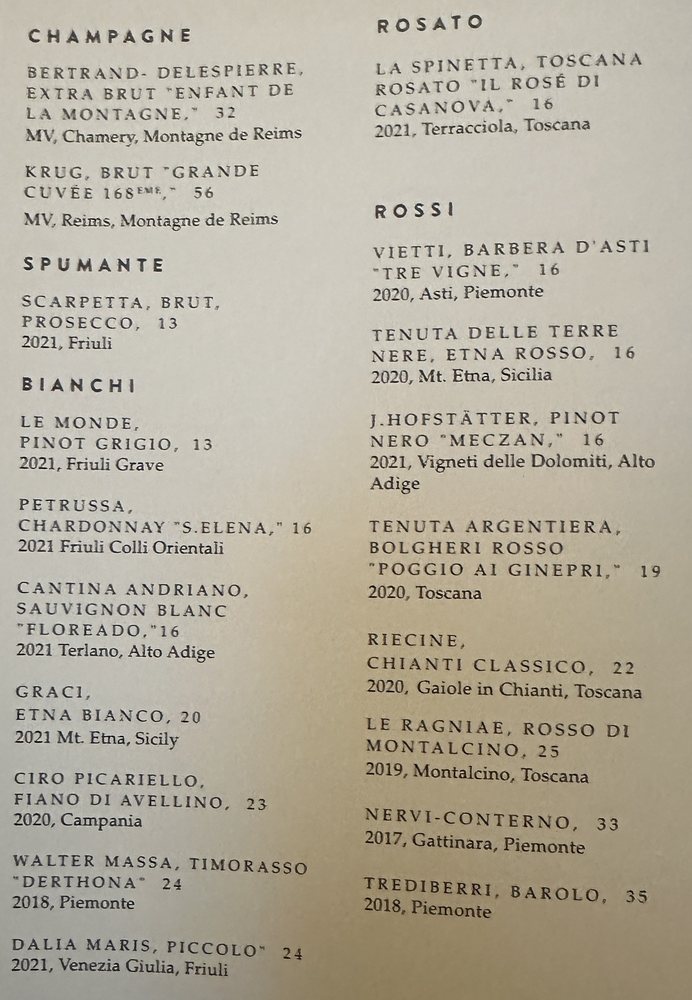 CHAMPAGNE
BERTRAND- DELESPIERRE,
EXTRA BRUT "ENFANT DE
LA MONTAGNE," 32
MV, Chamery, Montagne de Reims
KRUG, BRUT "GRANDE
CUVÉE 168EME," 56
MV, Reims, Montagne de Reims
SPUMANTE
SCARPETTA, BRUT,
PROSECCO, 13
2021, Friuli
BIANCHI
LE MONDE,
PINOT GRIGIO, 13
2021, Friuli Grave
PETRUSSA,
CHARDONNAY "S.ELENA," 16
2021 Friuli Colli Orientali
CANTINA ANDRIANO,
SAUVIGNON BLANC
"FLOREADO,"16
2021 Terlano, Alto Adige
GRACI,
ETNA BIANCO, 20
2021 Mt. Etna, Sicily
CIRO PICARIELLO,
FIANO DI AVELLINO, 23
2020, Campania
WALTER MASSA, TIMORASSO
"DERTHONA" 24
2018, Piemonte
DALIA MARIS, PICCOLO" 24
2021, Venezia Giulia, Friuli
ROSATO
LA SPINETTA, TOSCANA
ROSATO "IL ROSÉ DI
CASANOVA," 16
2021, Terracciola, Toscana
ROSSI
VIETTI, BARBERA D'ASTI
"TRE VIGNE," 16
2020, Asti, Piemonte
TENUTA DELLE TERRE
NERE, ETNA ROSSO, 16
2020, Mt. Etna, Sicilia
J.HOFSTÄTTER, PINOT
NERO "MECZAN," 16
2021, Vigneti delle Dolomiti, Alto
Adige
TENUTA ARGENTIERA,
BOLGHERI ROSSO
"POGGIO AI GINEPRI," 19
2020, Toscana
RIECINE,
CHIANTI CLASSICO, 22
2020, Gaiole in Chianti, Toscana
LE RAGNIAE, ROSSO DI
MONTALCINO, 25
2019, Montalcino, Toscana
NERVI-CONTERNO, 33
2017, Gattinara, Piemonte
TREDIBERRI, BAROLO, 35
2018, Piemonte